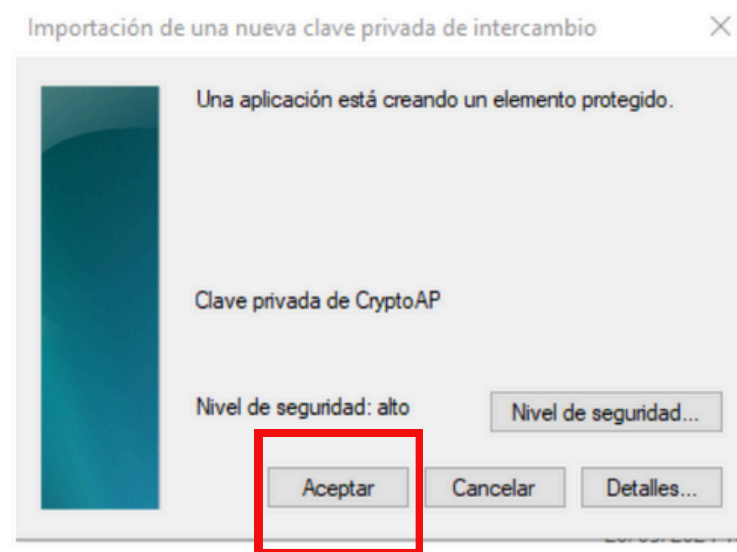 Importación de una nueva clave privada de intercambio
Una aplicación está creando un elemento protegido.
Clave privada de CryptoAP
Nivel de seguridad: alto
Nivel de seguridad...
Aceptar Cancelar Detalles...